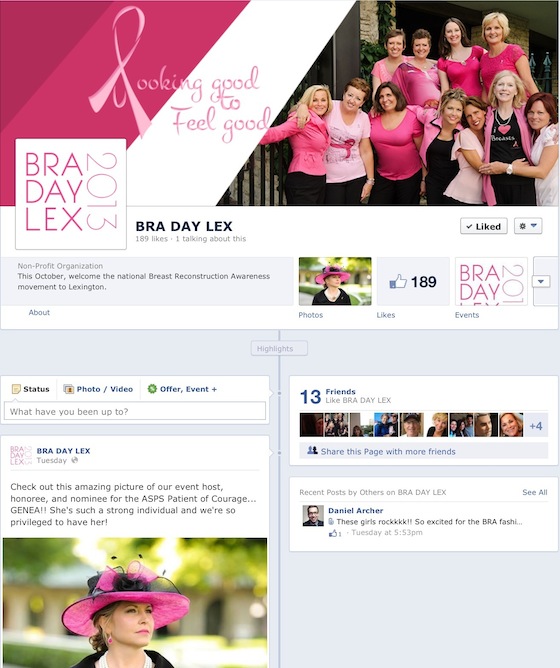 Looking good
to
Feel good
BRA
DAY
LEX
2013
BRA DAY LEX
189 likes · 1 talking about this
Liked
Non-Profit Organization
This October, welcome the national Breast Reconstruction Awareness
movement to Lexington.
About
Photos
189
Likes
BRA
DAY
LEX
2013
Events
I
Breasts
Highlights
Status
Photo / Video
Offer, Event +
What have you been up to?
BRA DAY LEX
Tuesday
Check out this amazing picture of our event host,
honoree, and nominee for the ASPS Patient of Courage...
GENEA!! She's such a strong individual and we're so
privileged to have her!
13
Friends
Like BRA DAY LEX
+4
Share this Page with more friends
Recent Posts by Others on BRA DAY LEX
See All
Daniel Archer
These girls rockkkk!! So excited for the BRA fashi...
1 · Tuesday at 5:53pm